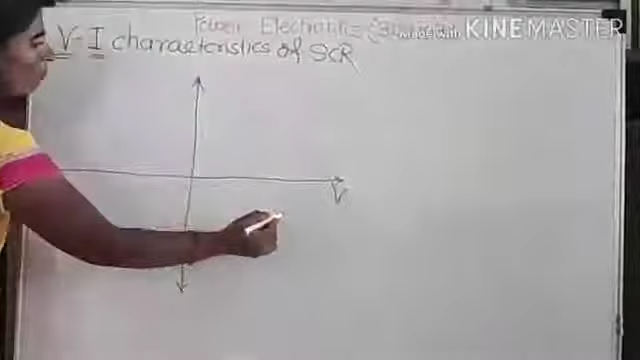 Power Electronics
made with KINEMASTER
V-I characteristics of SCR
V